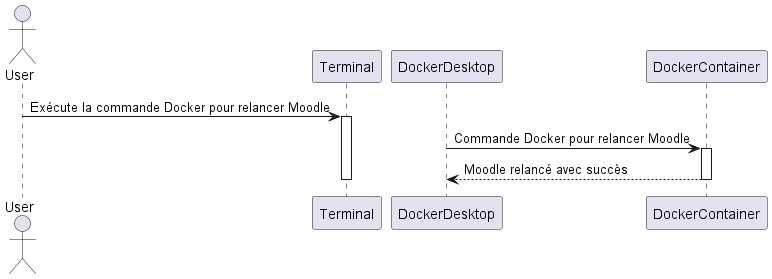 User
Terminal
DockerDesktop
DockerContainer
Exécute la commande Docker pour relancer Moodle
Commande Docker pour relancer Moodle
Moodle relancé avec succès
User
Terminal
DockerDesktop
DockerContainer